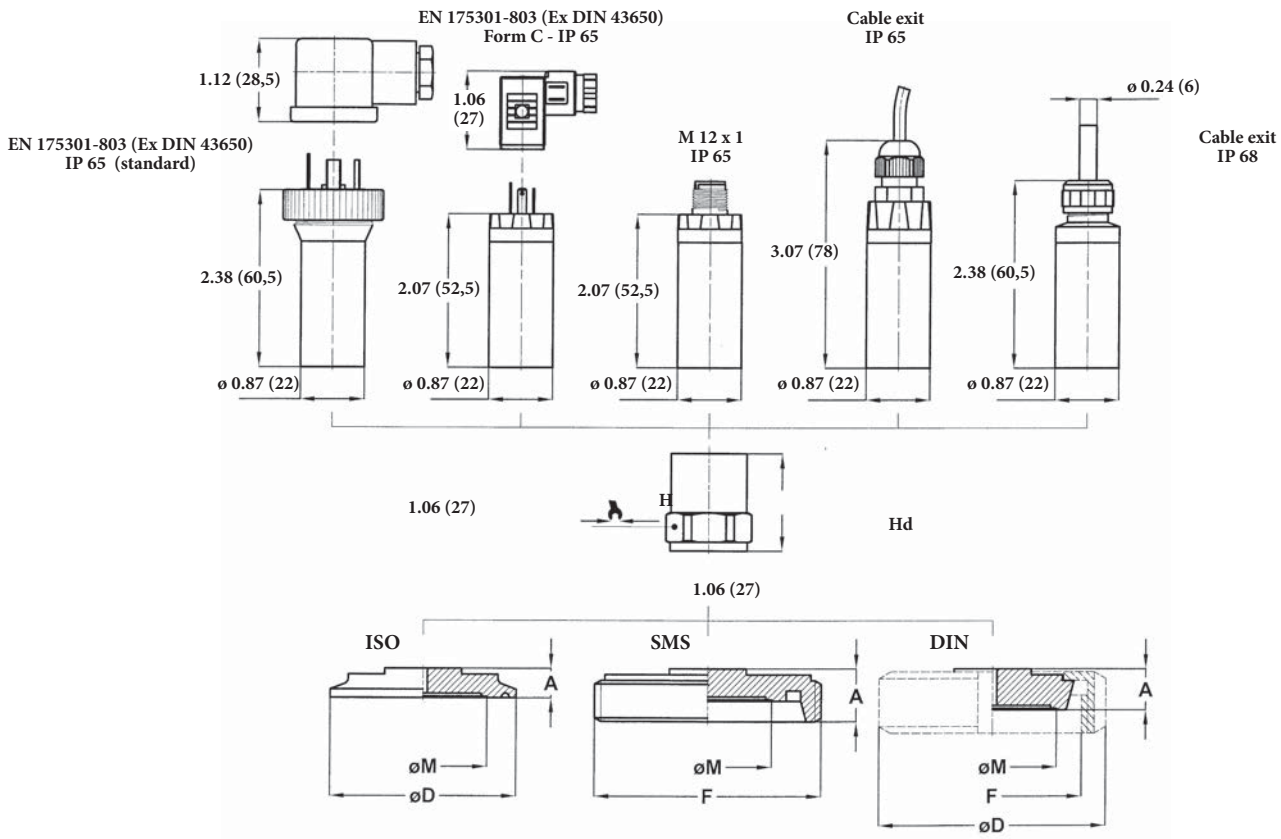 EN 175301-803 (Ex DIN 43650)
Form C - IP 65
Cable exit
IP 65
1.12 (28,5)
1.06
(27)
ø 0.24 (6)
EN 175301-803 (Ex DIN 43650)
IP 65 (standard)
M 12 x 1
IP 65
Cable exit
IP 68
2.38 (60,5)
2.07 (52,5)
2.07 (52,5)
3.07 (78)
2.38 (60,5)
ø 0.87 (22)
ø 0.87 (22)
ø 0.87 (22)
ø 0.87 (22)
ø 0.87 (22)
1.06 (27)
H
Hd
1.06 (27)
ISO
SMS
DIN
A
A
A
øM
øM
øM
øD
F
F
øD